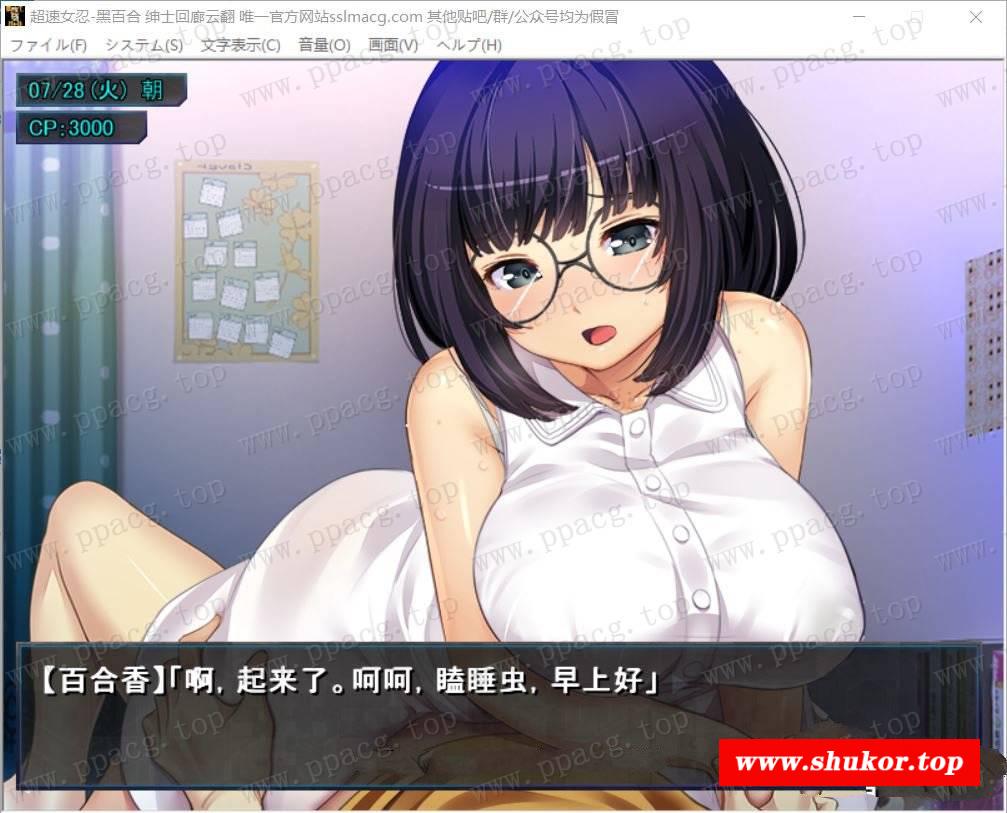 超速女忍-黑百合 绅士回廊云翻 唯一官方网站sslmacg.com 其他贴吧/群/公众号均为假冒
ファイル(F) システム(S) 文字表示(C) 音量(O) 画面(V) ヘルプ(H)
07/28(火) 朝
CP:3000
www.ppacg.top
【百合香】「啊，起来了。呵呵，瞌睡虫，早上好」
www.shukor.top